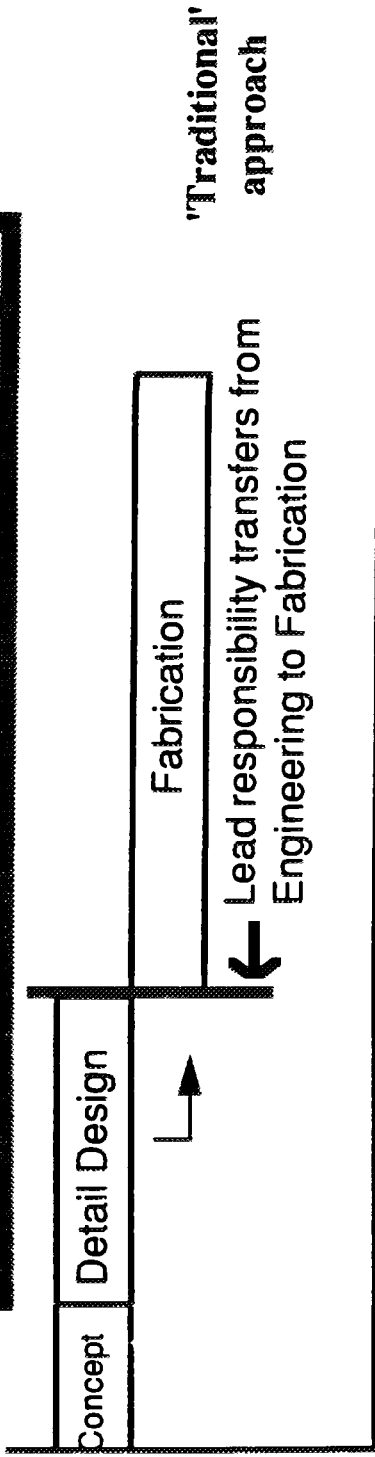 Concept
Detail Design
Fabrication
Lead responsibility transfers from
Engineering to Fabrication
'Traditional'
approach